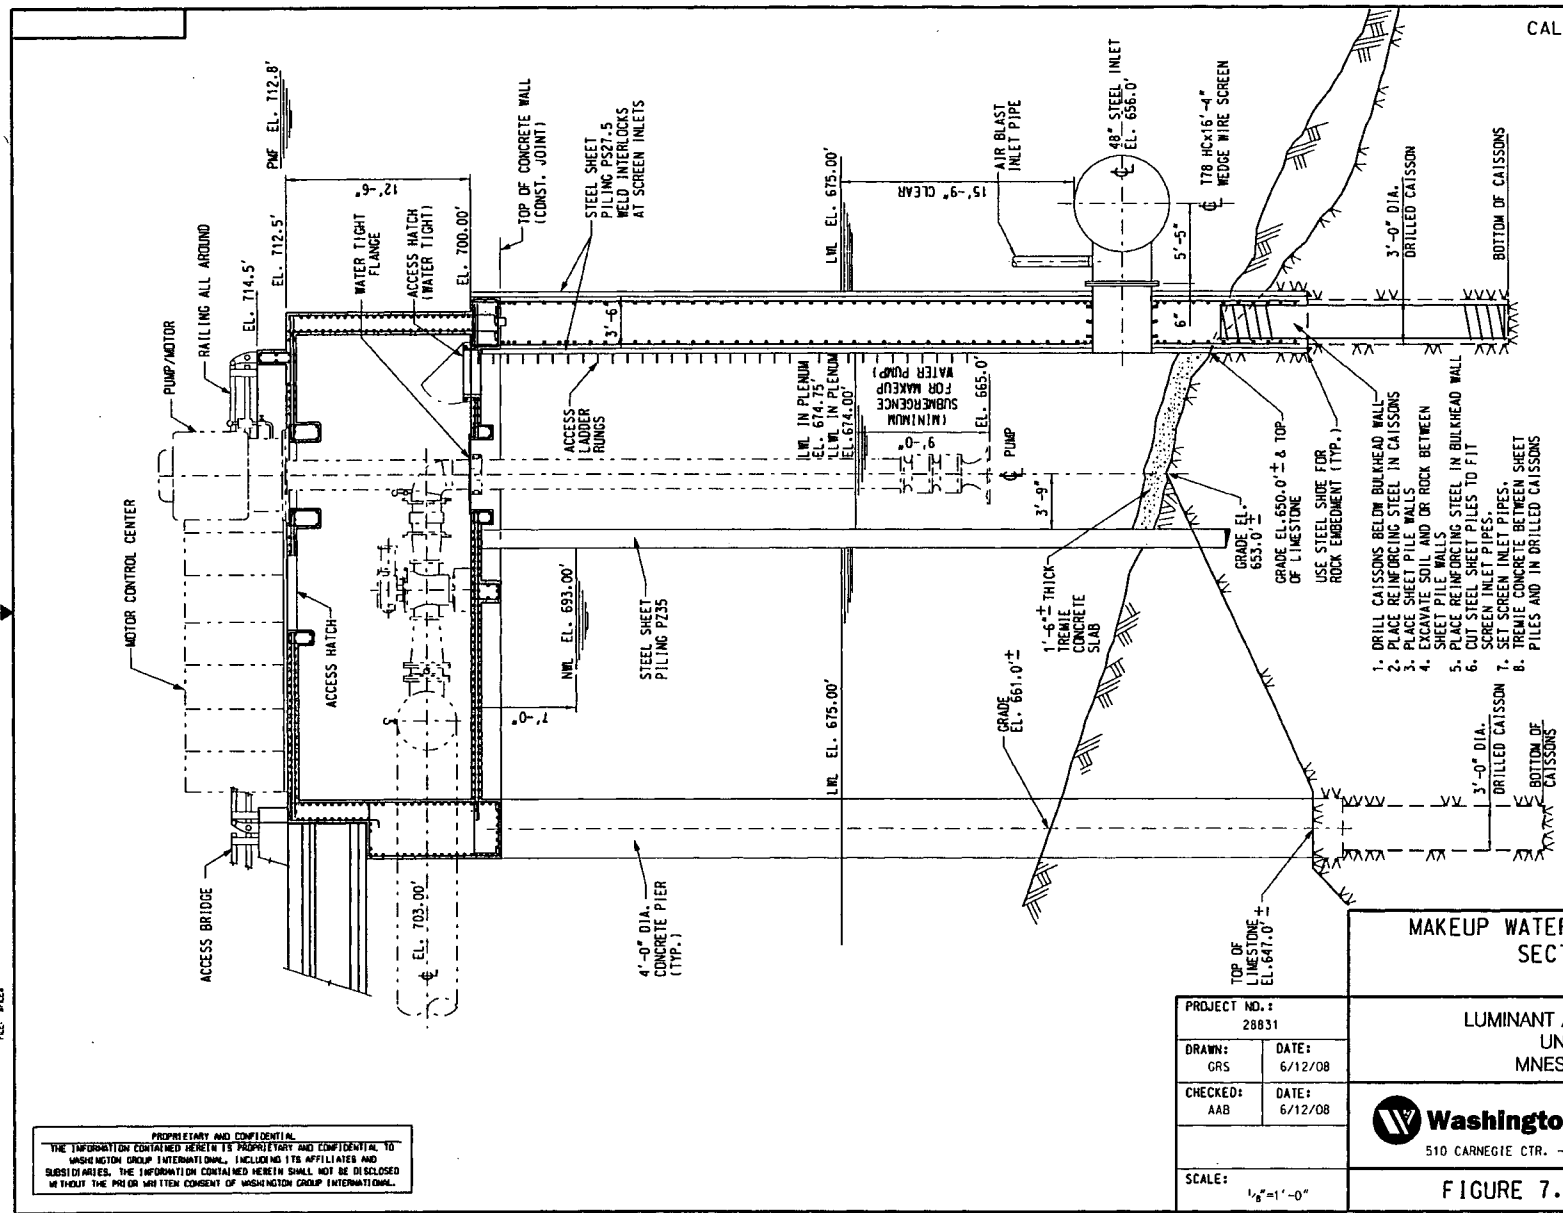 CAL
PMF EL. 712.8'
EL. 712.5'
12'-6"
EL. 714.5'
RAILING ALL AROUND
PUMP/MOTOR
MOTOR CONTROL CENTER
ACCESS BRIDGE
WATER TIGHT
FLANGE
ACCESS HATCH
(WATER TIGHT)
EL. 700.00'
TOP OF CONCRETE WALL
(CONST. JOINT)
STEEL SHEET
PILING PS27.5
WELD INTERLOCKS
AT SCREEN INLETS
3'-6"
ACCESS
LADDER
RUNGS
ACCESS HATCH
NWL EL. 693.00'
7'-0"
STEEL SHEET
PILING PZ35
℄ EL. 703.00'
4'-0" DIA.
CONCRETE PIER
(TYP.)
LWL EL. 675.00'
15'-9" CLEAR
AIR BLAST
INLET PIPE
48" STEEL INLET
℄ EL. 656.0'
T78 HCx16'-4"
℄ WEDGE WIRE SCREEN
5'-5"
6"
LWL IN PLENUM
EL. 674.75'
LLWL IN PLENUM
EL.674.00'
9'-0"
(MINIMUM
SUBMERGENCE
FOR MAKEUP
WATER PUMP)
EL. 665.0'
℄ PUMP
3'-9"
LWL EL. 675.00'
1'-6"± THICK
TREMIE
CONCRETE
SLAB
GRADE
EL. 661.0'±
GRADE EL.
653.0'±
GRADE EL.650.0'± & TOP
OF LIMESTONE
USE STEEL SHOE FOR
ROCK EMBEDMENT (TYP.)
3'-0" DIA.
DRILLED CAISSON
BOTTOM OF CAISSONS
1. DRILL CAISSONS BELOW BULKHEAD WALL
2. PLACE REINFORCING STEEL IN CAISSONS
3. PLACE SHEET PILE WALLS
4. EXCAVATE SOIL AND OR ROCK BETWEEN
SHEET PILE WALLS
5. PLACE REINFORCING STEEL IN BULKHEAD WALL
6. CUT STEEL SHEET PILES TO FIT
SCREEN INLET PIPES.
7. SET SCREEN INLET PIPES.
8. TREMIE CONCRETE BETWEEN SHEET
PILES AND IN DRILLED CAISSONS
3'-0" DIA.
DRILLED CAISSON
BOTTOM OF
CAISSONS
TOP OF
LIMESTONE
EL.647.0'±
MAKEUP WATER
SECT
PROJECT NO.:
28831
DRAWN:
GRS
DATE:
6/12/08
CHECKED:
AAB
DATE:
6/12/08
SCALE:
1/8"=1'-0"
LUMINANT
UN
MNES
Washingto
510 CARNEGIE CTR. -
FIGURE 7.
PROPRIETARY AND CONFIDENTIAL
THE INFORMATION CONTAINED HEREIN IS PROPRIETARY AND CONFIDENTIAL TO
WASHINGTON GROUP INTERNATIONAL, INCLUDING ITS AFFILIATES AND
SUBSIDIARIES. THE INFORMATION CONTAINED HEREIN SHALL NOT BE DISCLOSED
WITHOUT THE PRIOR WRITTEN CONSENT OF WASHINGTON GROUP INTERNATIONAL.